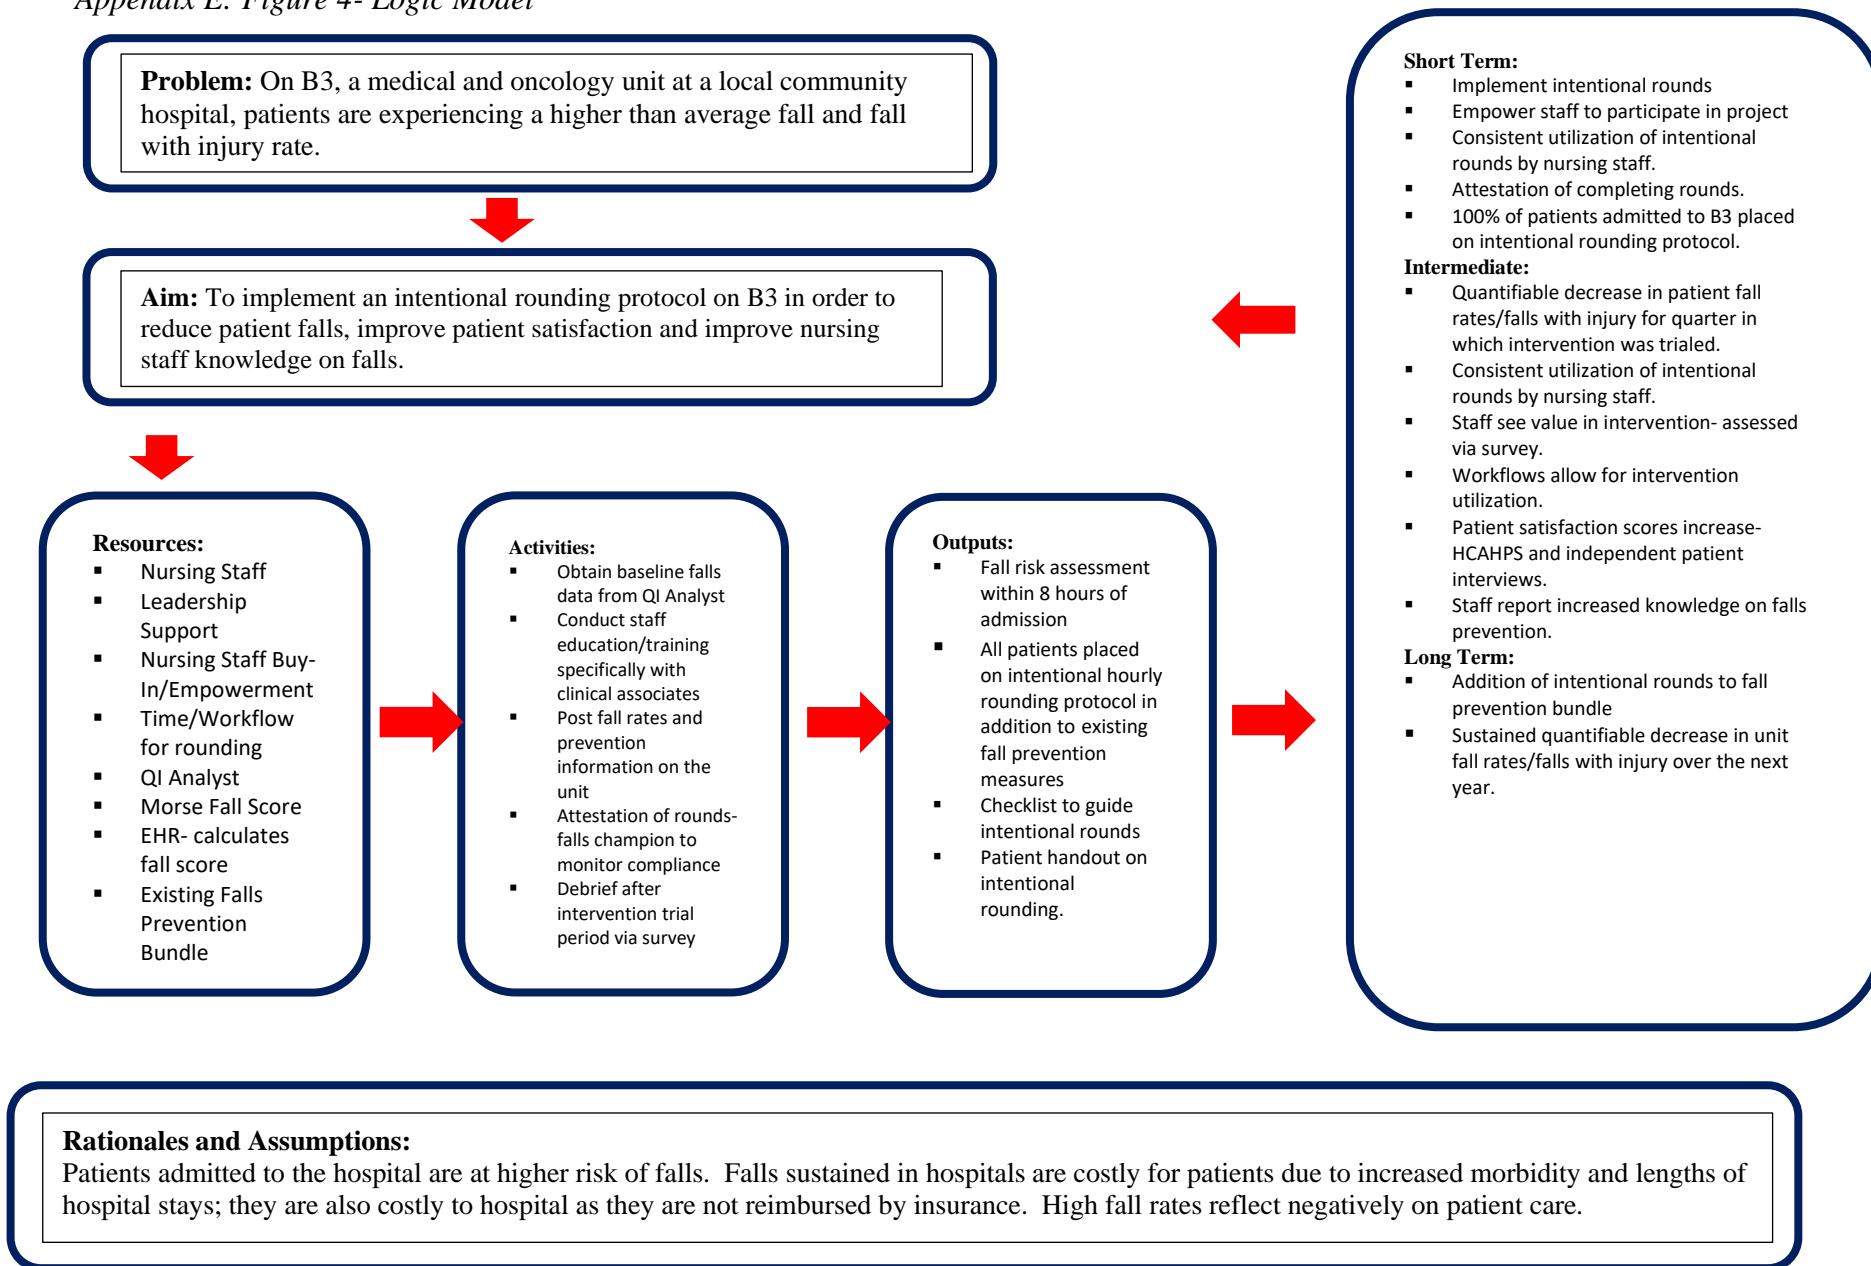 Appendix E: Figure 4- Logic Model
Problem: On B3, a medical and oncology unit at a local community
hospital, patients are experiencing a higher than average fall and fall
with injury rate.
Aim: To implement an intentional rounding protocol on B3 in order to
reduce patient falls, improve patient satisfaction and improve nursing
staff knowledge on falls.
Resources:
▪ Nursing Staff
▪ Leadership
Support
▪ Nursing Staff Buy-
In/Empowerment
▪ Time/Workflow
for rounding
▪ QI Analyst
▪ Morse Fall Score
▪ EHR- calculates
fall score
▪ Existing Falls
Prevention
Bundle
Activities:
▪ Obtain baseline falls
data from QI Analyst
▪ Conduct staff
education/training
specifically with
clinical associates
▪ Post fall rates and
prevention
information on the
unit
▪ Attestation of rounds-
falls champion to
monitor compliance
▪ Debrief after
intervention trial
period via survey
Outputs:
▪ Fall risk assessment
within 8 hours of
admission
▪ All patients placed
on intentional hourly
rounding protocol in
addition to existing
fall prevention
measures
▪ Checklist to guide
intentional rounds
▪ Patient handout on
intentional
rounding.
Short Term:
▪ Implement intentional rounds
▪ Empower staff to participate in project
▪ Consistent utilization of intentional
rounds by nursing staff.
▪ Attestation of completing rounds.
▪ 100% of patients admitted to B3 placed
on intentional rounding protocol.
Intermediate:
▪ Quantifiable decrease in patient fall
rates/falls with injury for quarter in
which intervention was trialed.
▪ Consistent utilization of intentional
rounds by nursing staff.
▪ Staff see value in intervention- assessed
via survey.
▪ Workflows allow for intervention
utilization.
▪ Patient satisfaction scores increase-
HCAHPS and independent patient
interviews.
▪ Staff report increased knowledge on falls
prevention.
Long Term:
▪ Addition of intentional rounds to fall
prevention bundle
▪ Sustained quantifiable decrease in unit
fall rates/falls with injury over the next
year.
Rationales and Assumptions:
Patients admitted to the hospital are at higher risk of falls. Falls sustained in hospitals are costly for patients due to increased morbidity and lengths of
hospital stays; they are also costly to hospital as they are not reimbursed by insurance. High fall rates reflect negatively on patient care.